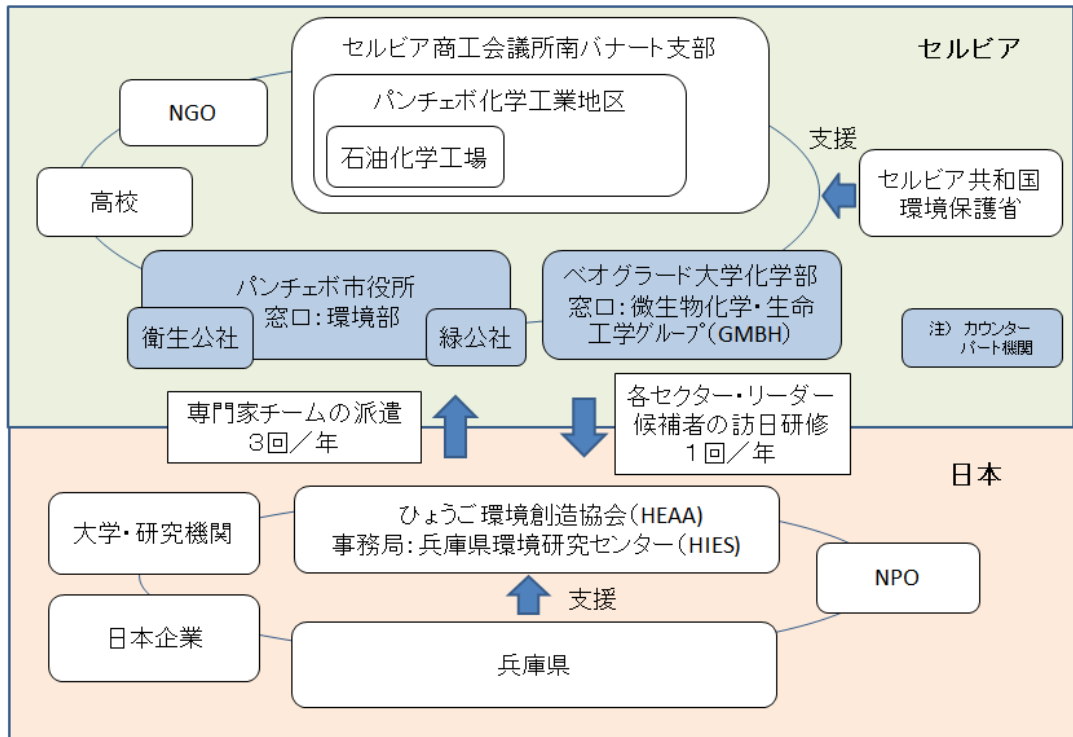 セルビア商工会議所南バナート支部
セルビア
パンチェボ化学工業地区
NGO
石油化学工場
支援
高校
セルビア共和国
環境保護省
パンチェボ市役所
窓口:環境部
衛生公社
緑公社
ベオグラード大学化学部
窓口:微生物化学・生命
工学グループ(GMBH)
注) カウンター
パート機関
専門家チームの派遣
3回/年
各セクター・リーダー
候補者の訪日研修
1回/年
日本
大学・研究機関
ひょうご環境創造協会(HEAA)
事務局:兵庫県環境研究センター(HIES)
NPO
支援
日本企業
兵庫県